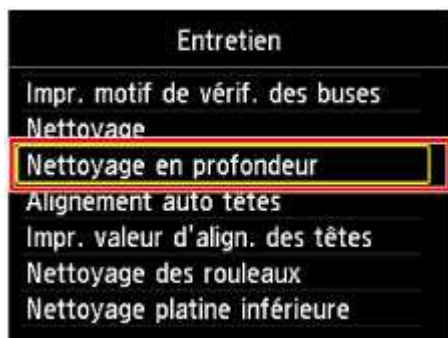 Entretien
Impr. motif de vérif. des buses
Nettoyage
Nettoyage en profondeur
Alignement auto têtes
Impr. valeur d'align. des têtes
Nettoyage des rouleaux
Nettoyage platine inférieure